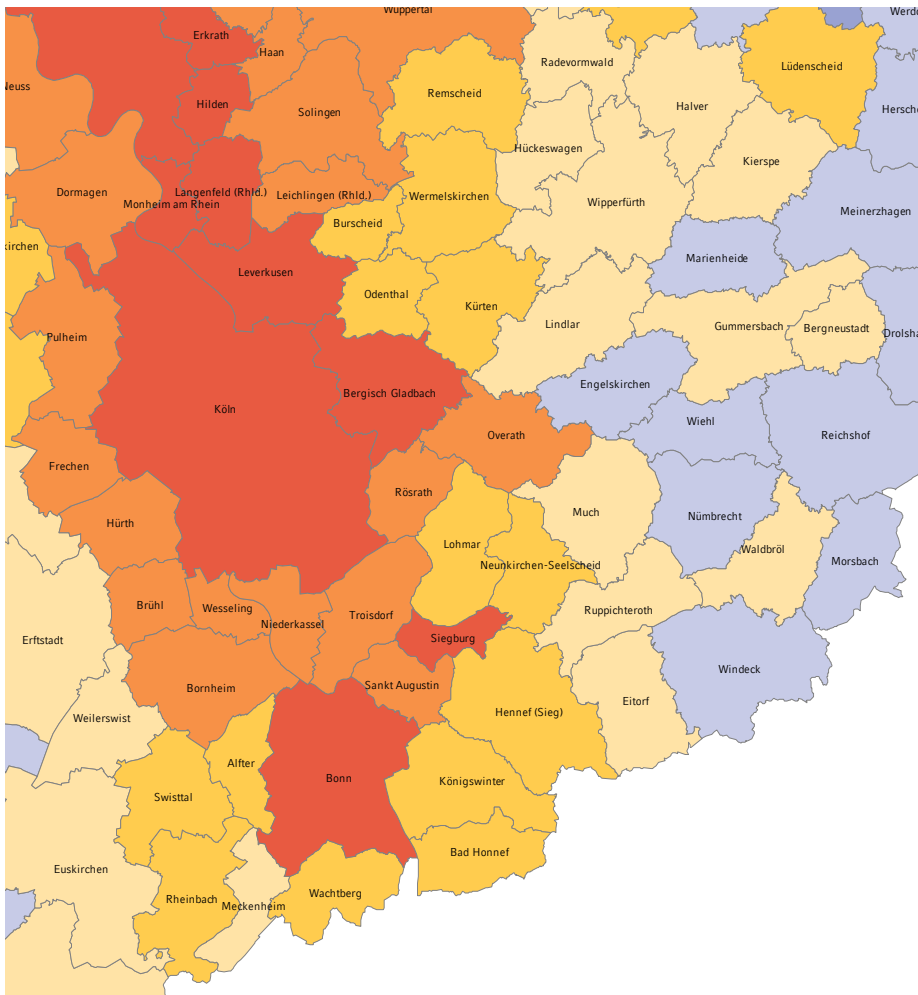 Wuppertal
Erkrath
Haan
Radevormwald
Lüdenscheid
Neuss
Remscheid
Hilden
Solingen
Halver
Hückeswagen
Kierspe
Dormagen
Langenfeld (Rhld.)
Leichlingen (Rhld.)
Wermelskirchen
Monheim am Rhein
Wipperfürth
Meinerzhagen
Burscheid
kirchen
Marienheide
Leverkusen
Odenthal
Kürten
Pulheim
Lindlar
Gummersbach
Bergneustadt
Engelskirchen
Bergisch Gladbach
Köln
Wiehl
Overath
Reichshof
Frechen
Rösrath
Much
Nümbrecht
Hürth
Lohmar
Waldbröl
Morsbach
Neunkirchen-Seelscheid
Brühl
Wesseling
Ruppichteroth
Troisdorf
Niederkassel
Erftstadt
Siegburg
Windeck
Bornheim
Sankt Augustin
Eitorf
Weilerswist
Hennef (Sieg)
Alfter
Bonn
Königswinter
Swisttal
Bad Honnef
Euskirchen
Wachtberg
Rheinbach
Meckenheim